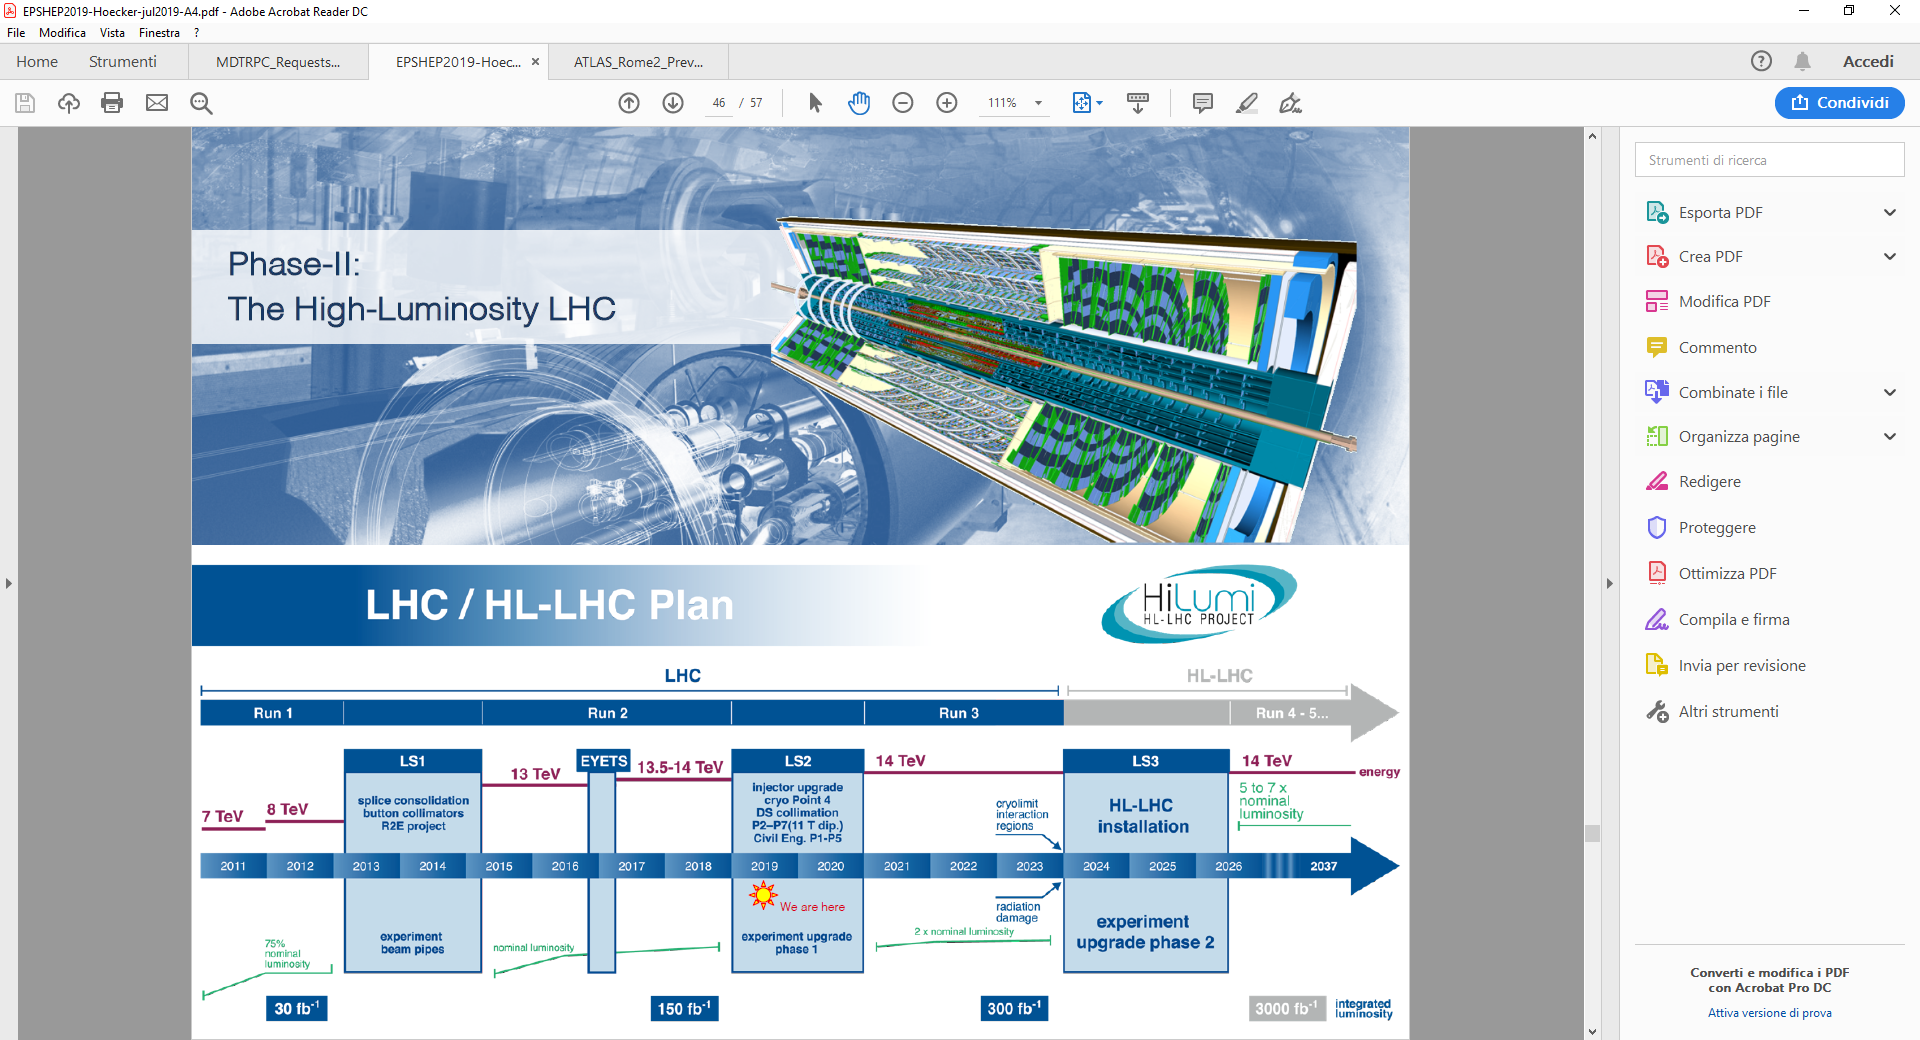 EPSHEP2019-Hoecker-jul2019-A4.pdf - Adobe Acrobat Reader DC
File Modifica Vista Finestra ?
Home Strumenti MDTRPC_Requests... EPSHEP2019-Hoec... × ATLAS_Rome2_Prev... Accedi
46 / 57 111% Condividi
Strumenti di ricerca
Esporta PDF
Crea PDF
Modifica PDF
Commento
Combinate i file
Organizza pagine
Redigere
Proteggere
Ottimizza PDF
Compila e firma
Invia per revisione
Altri strumenti
Converti e modifica i PDF
con Acrobat Pro DC
Attiva versione di prova
Phase-II:
The High-Luminosity LHC
LHC / HL-LHC Plan
HiLumi
HL-LHC PROJECT
LHC HL-LHC
Run 1 Run 2 Run 3 Run 4 - 5...
LS1
splice consolidation
button collimators
R2E project
EYETS
LS2
injector upgrade
cryo Point 4
DS collimation
P2–P7(11 T dip.)
Civil Eng. P1-P5
LS3
HL-LHC
installation
7 TeV
8 TeV
13 TeV
13.5-14 TeV
14 TeV
14 TeV
energy
5 to 7 x
nominal
luminosity
cryolimit
interaction
regions
2011 2012 2013 2014 2015 2016 2017 2018 2019 2020 2021 2022 2023 2024 2025 2026 2037
We are here
radiation
damage
75%
nominal
luminosity
experiment
beam pipes
nominal luminosity
experiment upgrade
phase 1
2 x nominal luminosity
experiment
upgrade phase 2
30 fb-1 150 fb-1 300 fb-1 3000 fb-1
integrated
luminosity